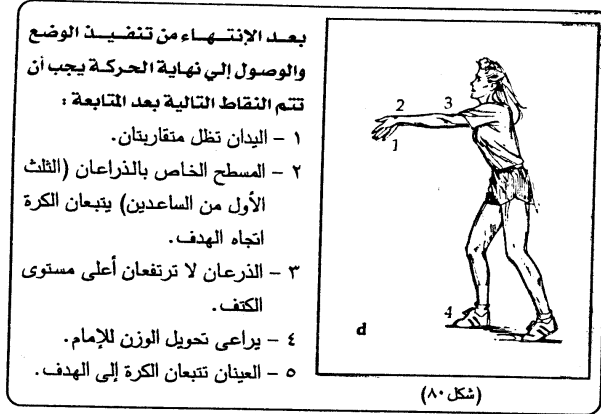 بعد الإنتهاء من تنفيذ الوضع
والوصول إلي نهاية الحركة يجب أن
تتم النقاط التالية بعد المتابعة :
١ - اليدان تظل متقاربتان.
٢ - المسطح الخاص بالذراعان (الثلث
الأول من الساعدين) يتبعان الكرة
اتجاه الهدف.
٣ - الذرعان لا ترتفعان أعلى مستوى
الكتف.
٤ - يراعى تحويل الوزن للإمام.
٥ - العينان تتبعان الكرة إلى الهدف.
2 3
1
4
d
(شكل ٨٠)